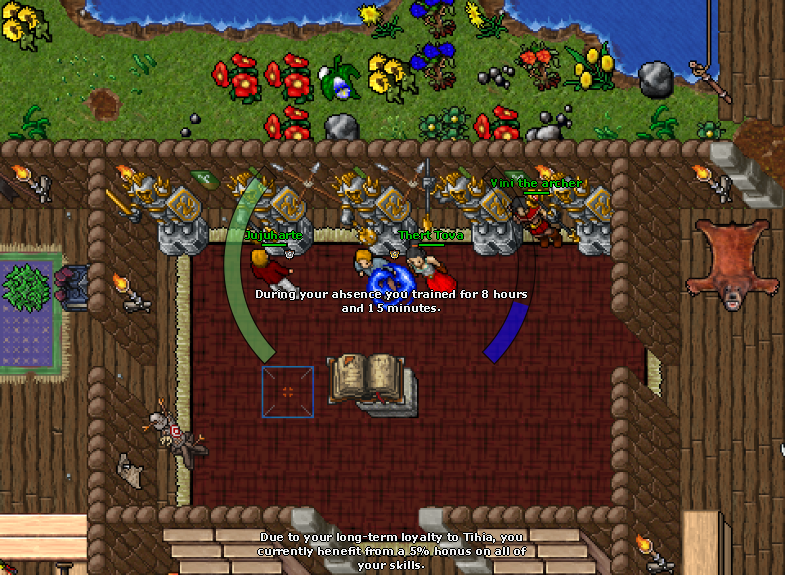 Vini the archer
Jujuharte
Thert Tova
During your absence you trained for 8 hours
and 15 minutes.
Due to your long-term loyalty to Tibia, you
currently benefit from a 5% bonus on all of
your skills.